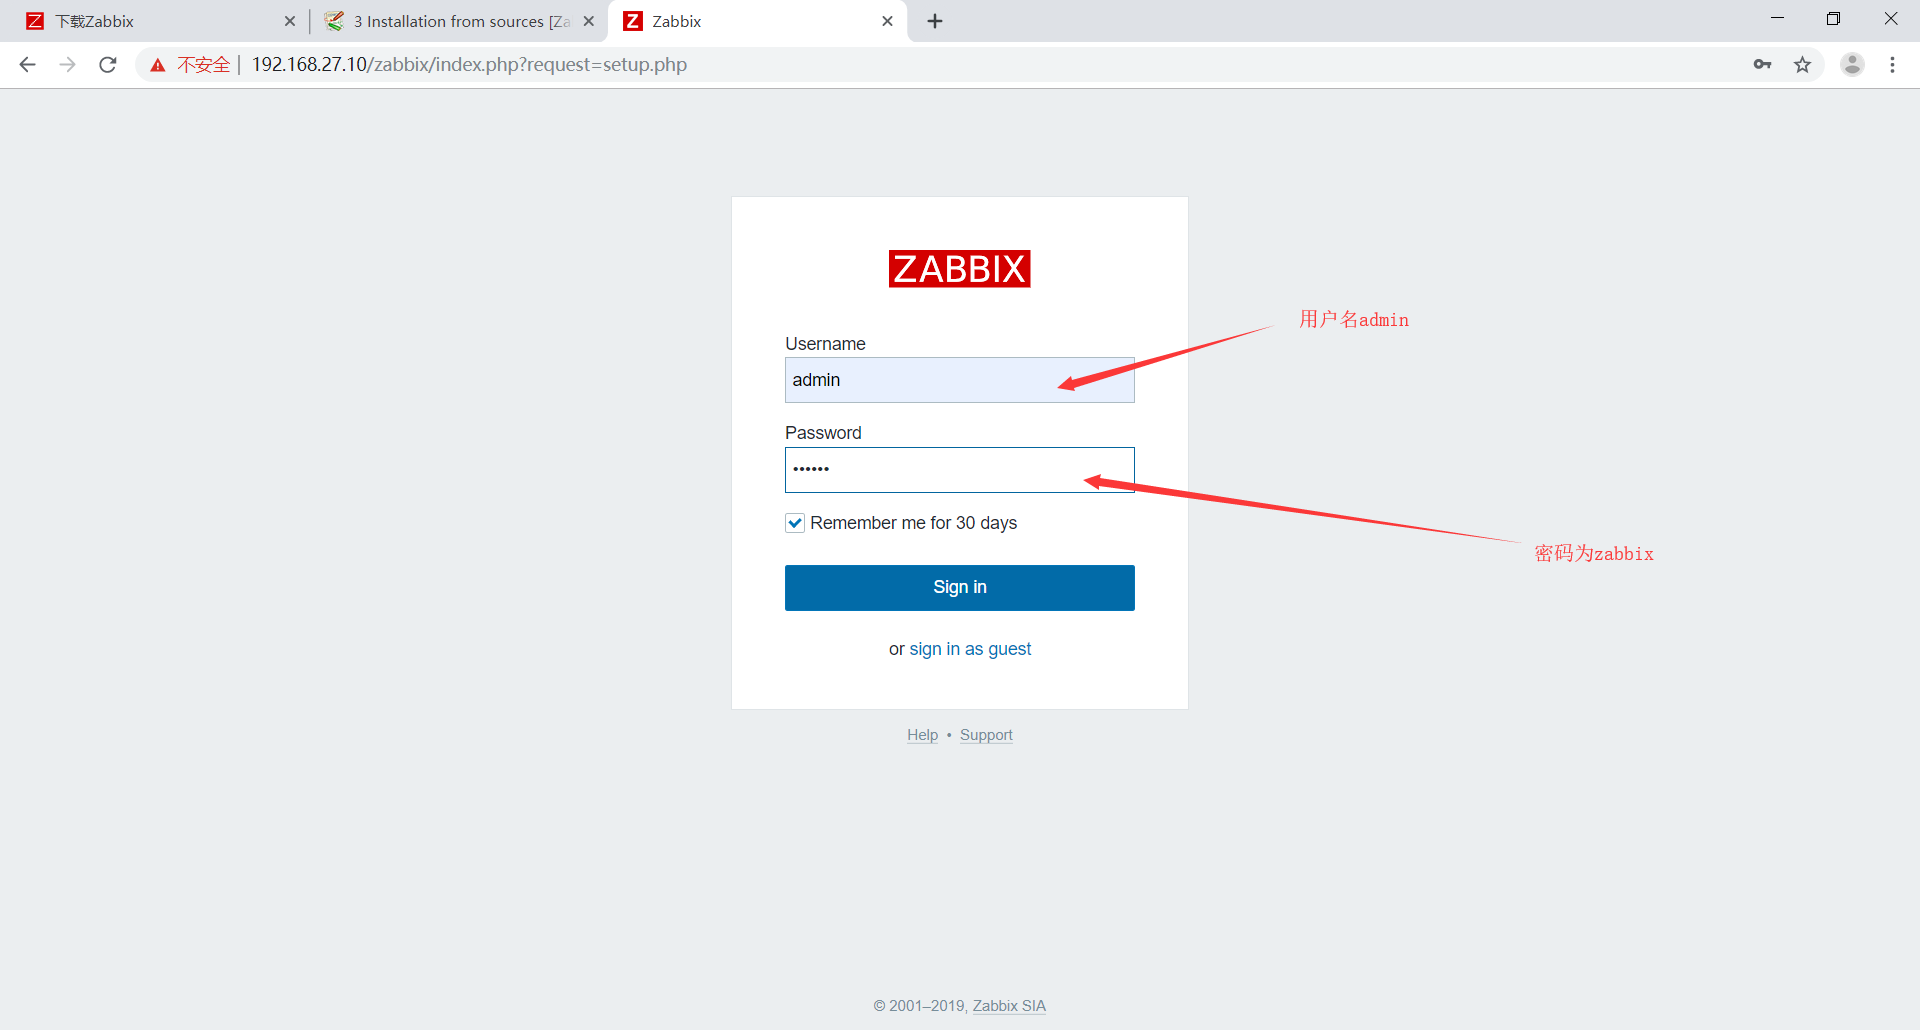 下载Zabbix
3 Installation from sources [Za
Zabbix
不安全 | 192.168.27.10/zabbix/index.php?request=setup.php
ZABBIX
用户名admin
Username
admin
Password
••••••
密码为zabbix
Remember me for 30 days
Sign in
or sign in as guest
Help • Support
© 2001–2019, Zabbix SIA